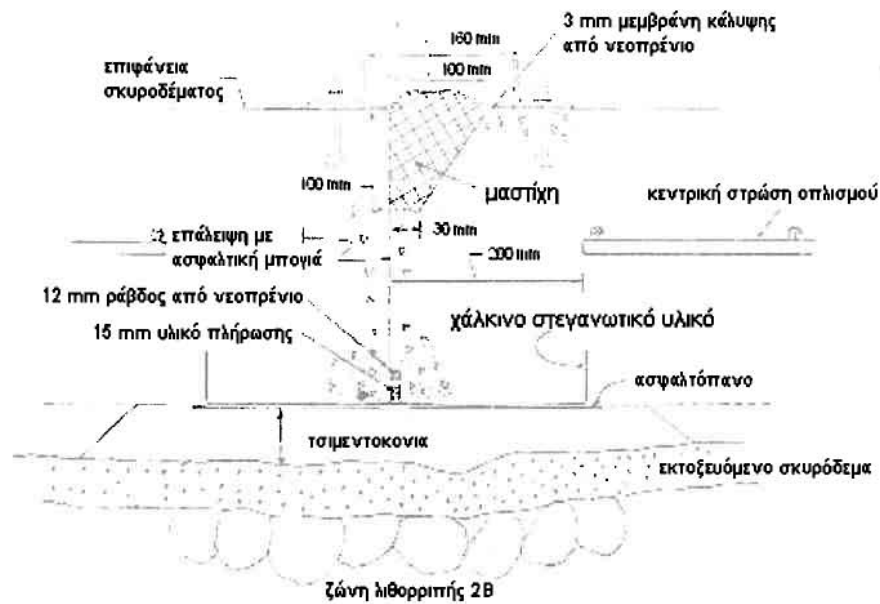 160 mm
3 mm μεμβράνη κάλυψης
από νεοπρένιο
επιφάνεια
σκυροδέματος
100 mm
100 mm
μαστίχη
κεντρική στρώση οπλισμού
επάλειψη με
ασφαλτική μπογιά
30 mm
200 mm
12 mm ράβδος από νεοπρένιο
15 mm υλικό πλήρωσης
χάλκινο στεγανωτικό υλικό
ασφαλτόπανο
τσιμεντοκονια
εκτοξευόμενο σκυρόδεμα
ζώνη λιθορριπής 2Β